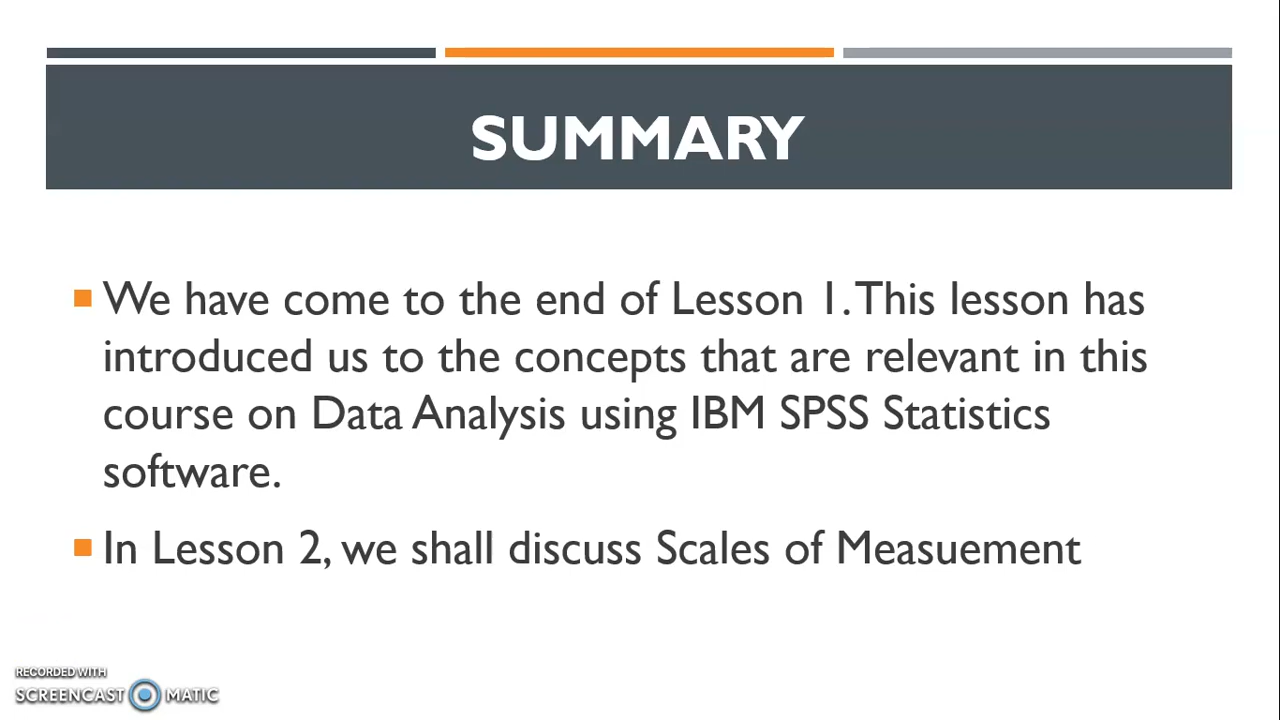 SUMMARY
We have come to the end of Lesson 1. This lesson has
introduced us to the concepts that are relevant in this
course on Data Analysis using IBM SPSS Statistics
software.
In Lesson 2, we shall discuss Scales of Measuement
RECORDED WITH
SCREENCAST MATIC